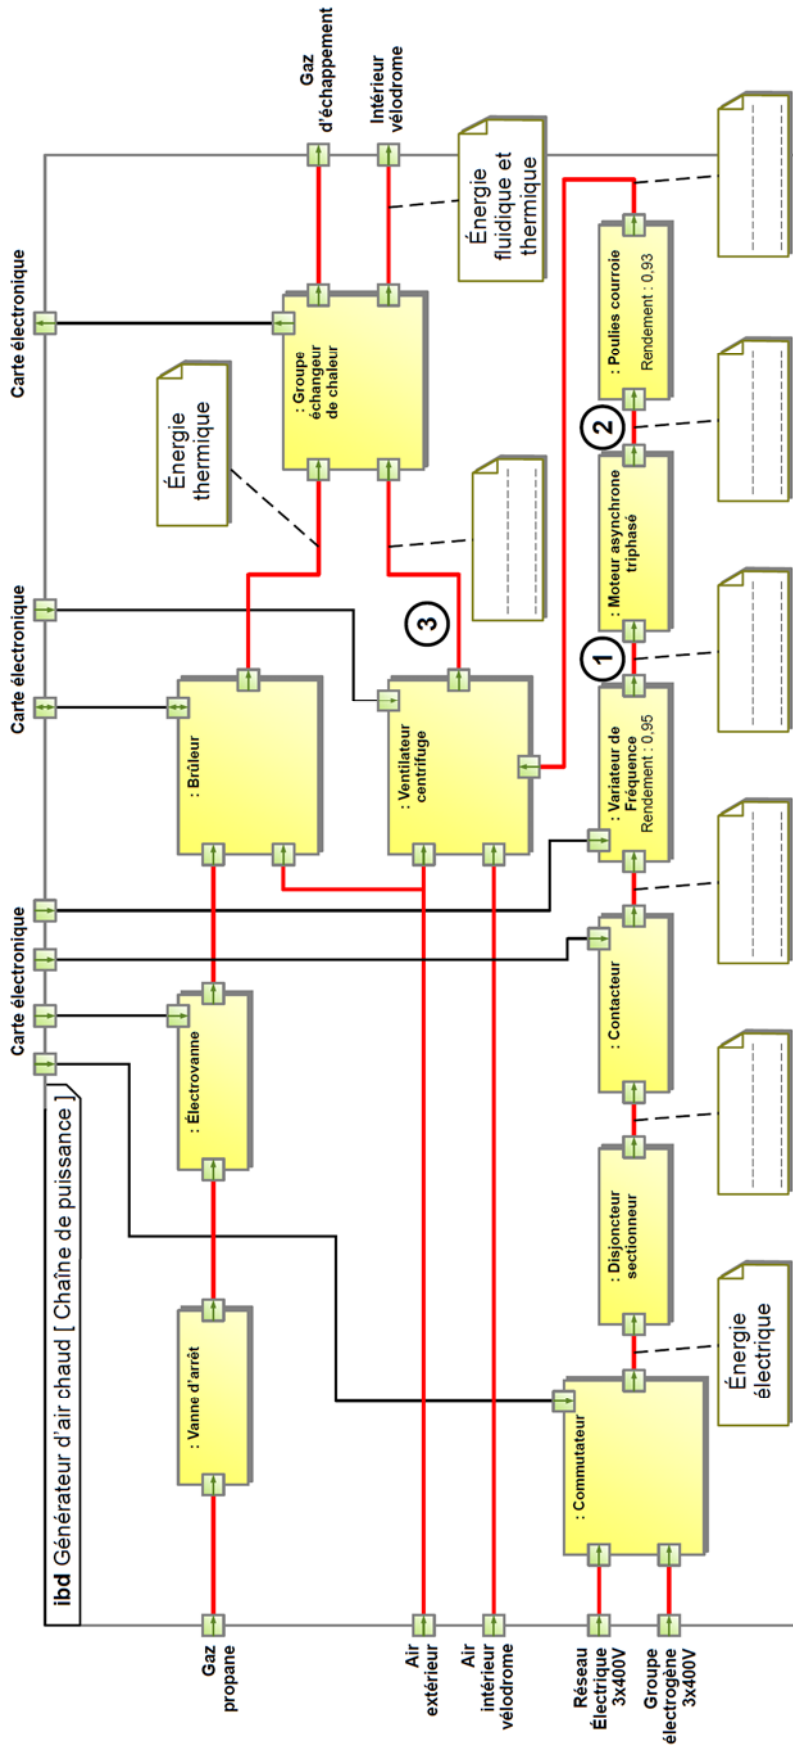 ibd Générateur d'air chaud [ Chaîne de puissance ]
Carte électronique
Carte électronique
Carte électronique
Gaz
propane
: Vanne d'arrêt
: Électrovanne
: Brûleur
Énergie
thermique
: Groupe
échangeur
de chaleur
Gaz
d'échappement
Intérieur
vélodrome
Énergie
fluidique et
thermique
Air
extérieur
Air
intérieur
vélodrome
: Ventilateur
centrifuge
3
Réseau
Électrique
3x400V
Groupe
électrogène
3x400V
: Commutateur
Énergie
électrique
: Disjoncteur
sectionneur
: Contacteur
: Variateur de
Fréquence
Rendement : 0,95
1
: Moteur asynchrone
triphasé
2
: Poulies courroie
Rendement : 0,93